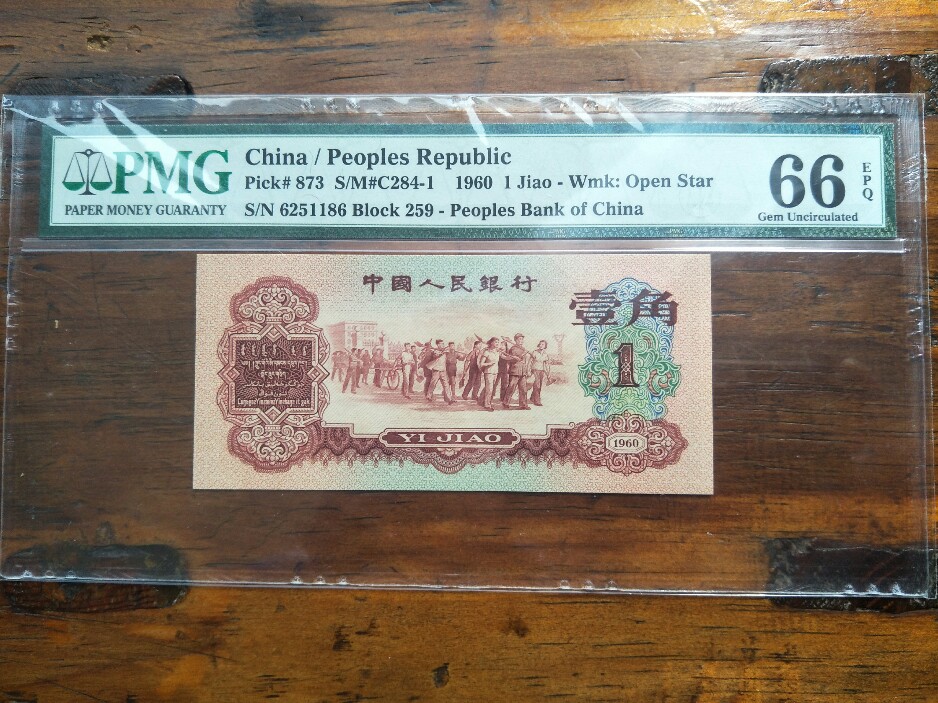 PMG
PAPER MONEY GUARANTY
China / Peoples Republic
Pick# 873 S/M#C284-1 1960 1 Jiao - Wmk: Open Star
S/N 6251186 Block 259 - Peoples Bank of China
66
EPQ
Gem Uncirculated
中國人民銀行
壹角
1
YI JIAO
1960